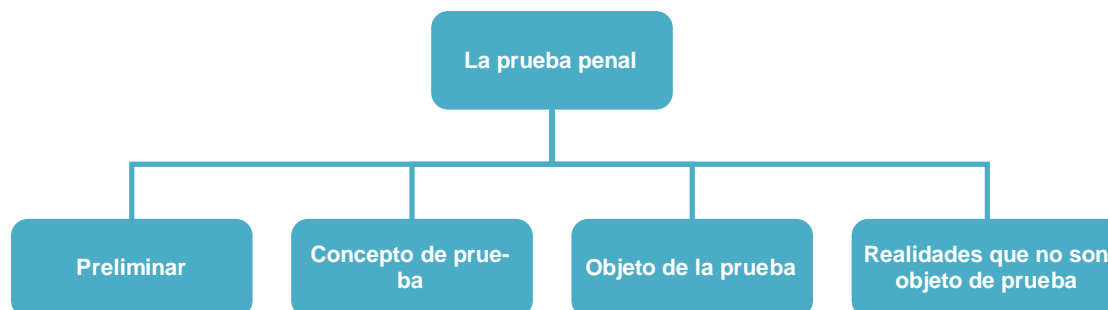 La prueba penal
Preliminar
Concepto de prue-
ba
Objeto de la prueba
Realidades que no son
objeto de prueba